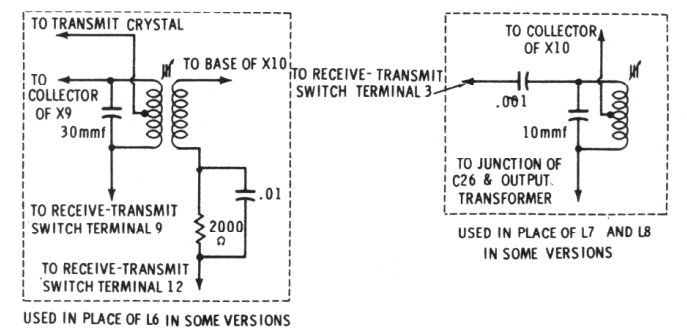 TO TRANSMIT CRYSTAL
TO BASE OF X10
TO
COLLECTOR
OF X9
30mmf
.01
TO RECEIVE-TRANSMIT
SWITCH TERMINAL 9
2000
Ω
TO RECEIVE-TRANSMIT
SWITCH TERMINAL 12
USED IN PLACE OF L6 IN SOME VERSIONS
TO COLLECTOR
OF X10
TO RECEIVE-TRANSMIT
SWITCH TERMINAL 3
.001
10mmf
TO JUNCTION OF
C26 & OUTPUT
TRANSFORMER
USED IN PLACE OF L7 AND L8
IN SOME VERSIONS